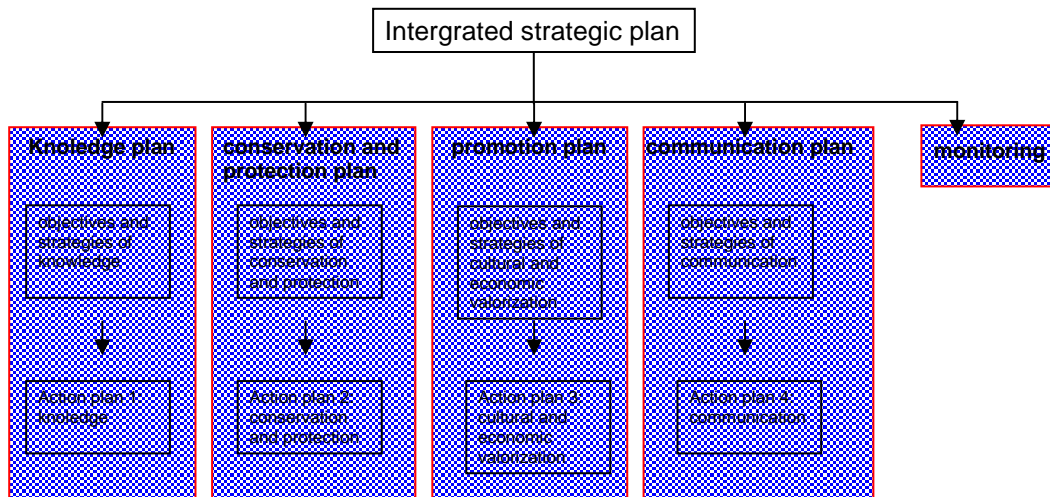 Intergrated strategic plan
Knoledge plan
objectives and
strategies of
knowledge
Action plan 1:
knoledge
conservation and
protection plan
objectives and
strategies of
conservation
and protection
Action plan 2:
conservation
and protection
promotion plan
objectives and
strategies of
cultural and
economic
valorization
Action plan 3:
cultural and
economic
valorization
communication plan
objectives and
strategies of
communication
Action plan 4:
communication
monitoring